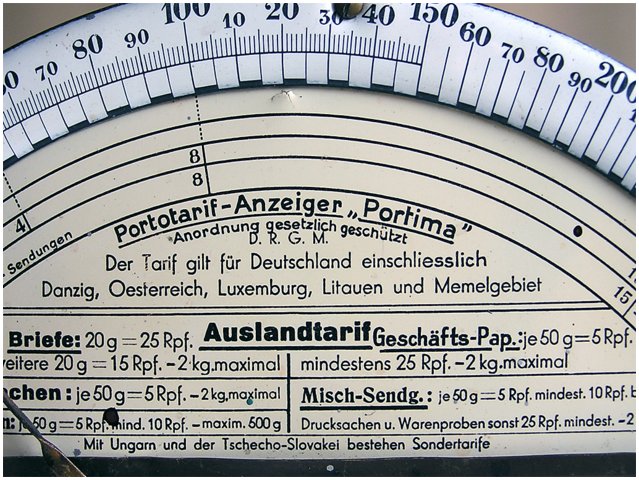 70 80 90 100 10 20 30 40 150 60 70 80 90 200
8
8
4
15
Sendungen
Portotarif-Anzeiger „Portima"
Anordnung gesetzlich geschützt
D. R. G. M.
Der Tarif gilt für Deutschland einschliesslich
Danzig, Oesterreich, Luxemburg, Litauen und Memelgebiet
Auslandtarif
Briefe: 20 g = 25 Rpf. Geschäfts-Pap.: je 50 g = 5 Rpf.
weitere 20 g = 15 Rpf. - 2 kg. maximal mindestens 25 Rpf. - 2 kg. maximal
chen: je 50 g = 5 Rpf. - 2 kg. maximal Misch-Sendg.: je 50 g = 5 Rpf. mindest. 10 Rpf.
je 50 g = 5 Rpf. mind. 10 Rpf. - maxim. 500 g Drucksachen u. Warenproben sonst 25 Rpf. mindest. - 2
Mit Ungarn und der Tschecho-Slovakei bestehen Sondertarife